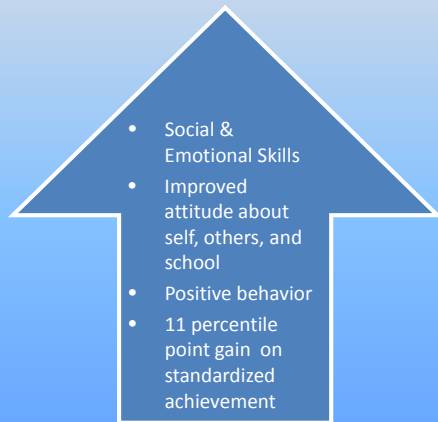 • Social &
Emotional Skills
• Improved
attitude about
self, others, and
school
• Positive behavior
• 11 percentile
point gain  on
standardized
achievement